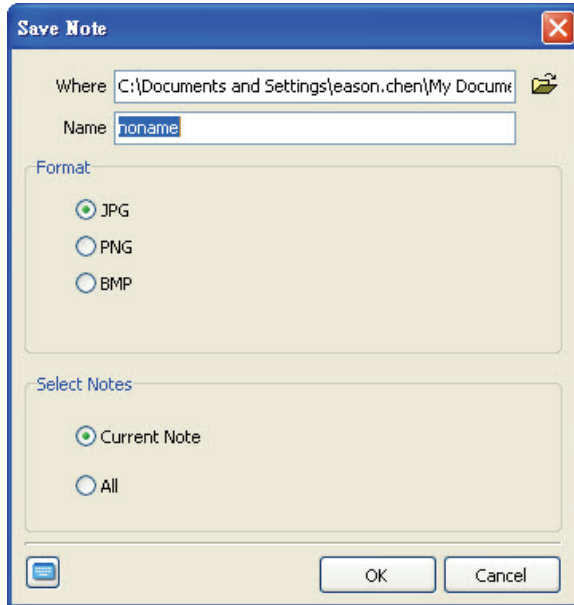 Save Note
Where C:\Documents and Settings\eason.chen\My Docume
Name noname
Format
JPG
PNG
BMP
Select Notes
Current Note
All
OK Cancel